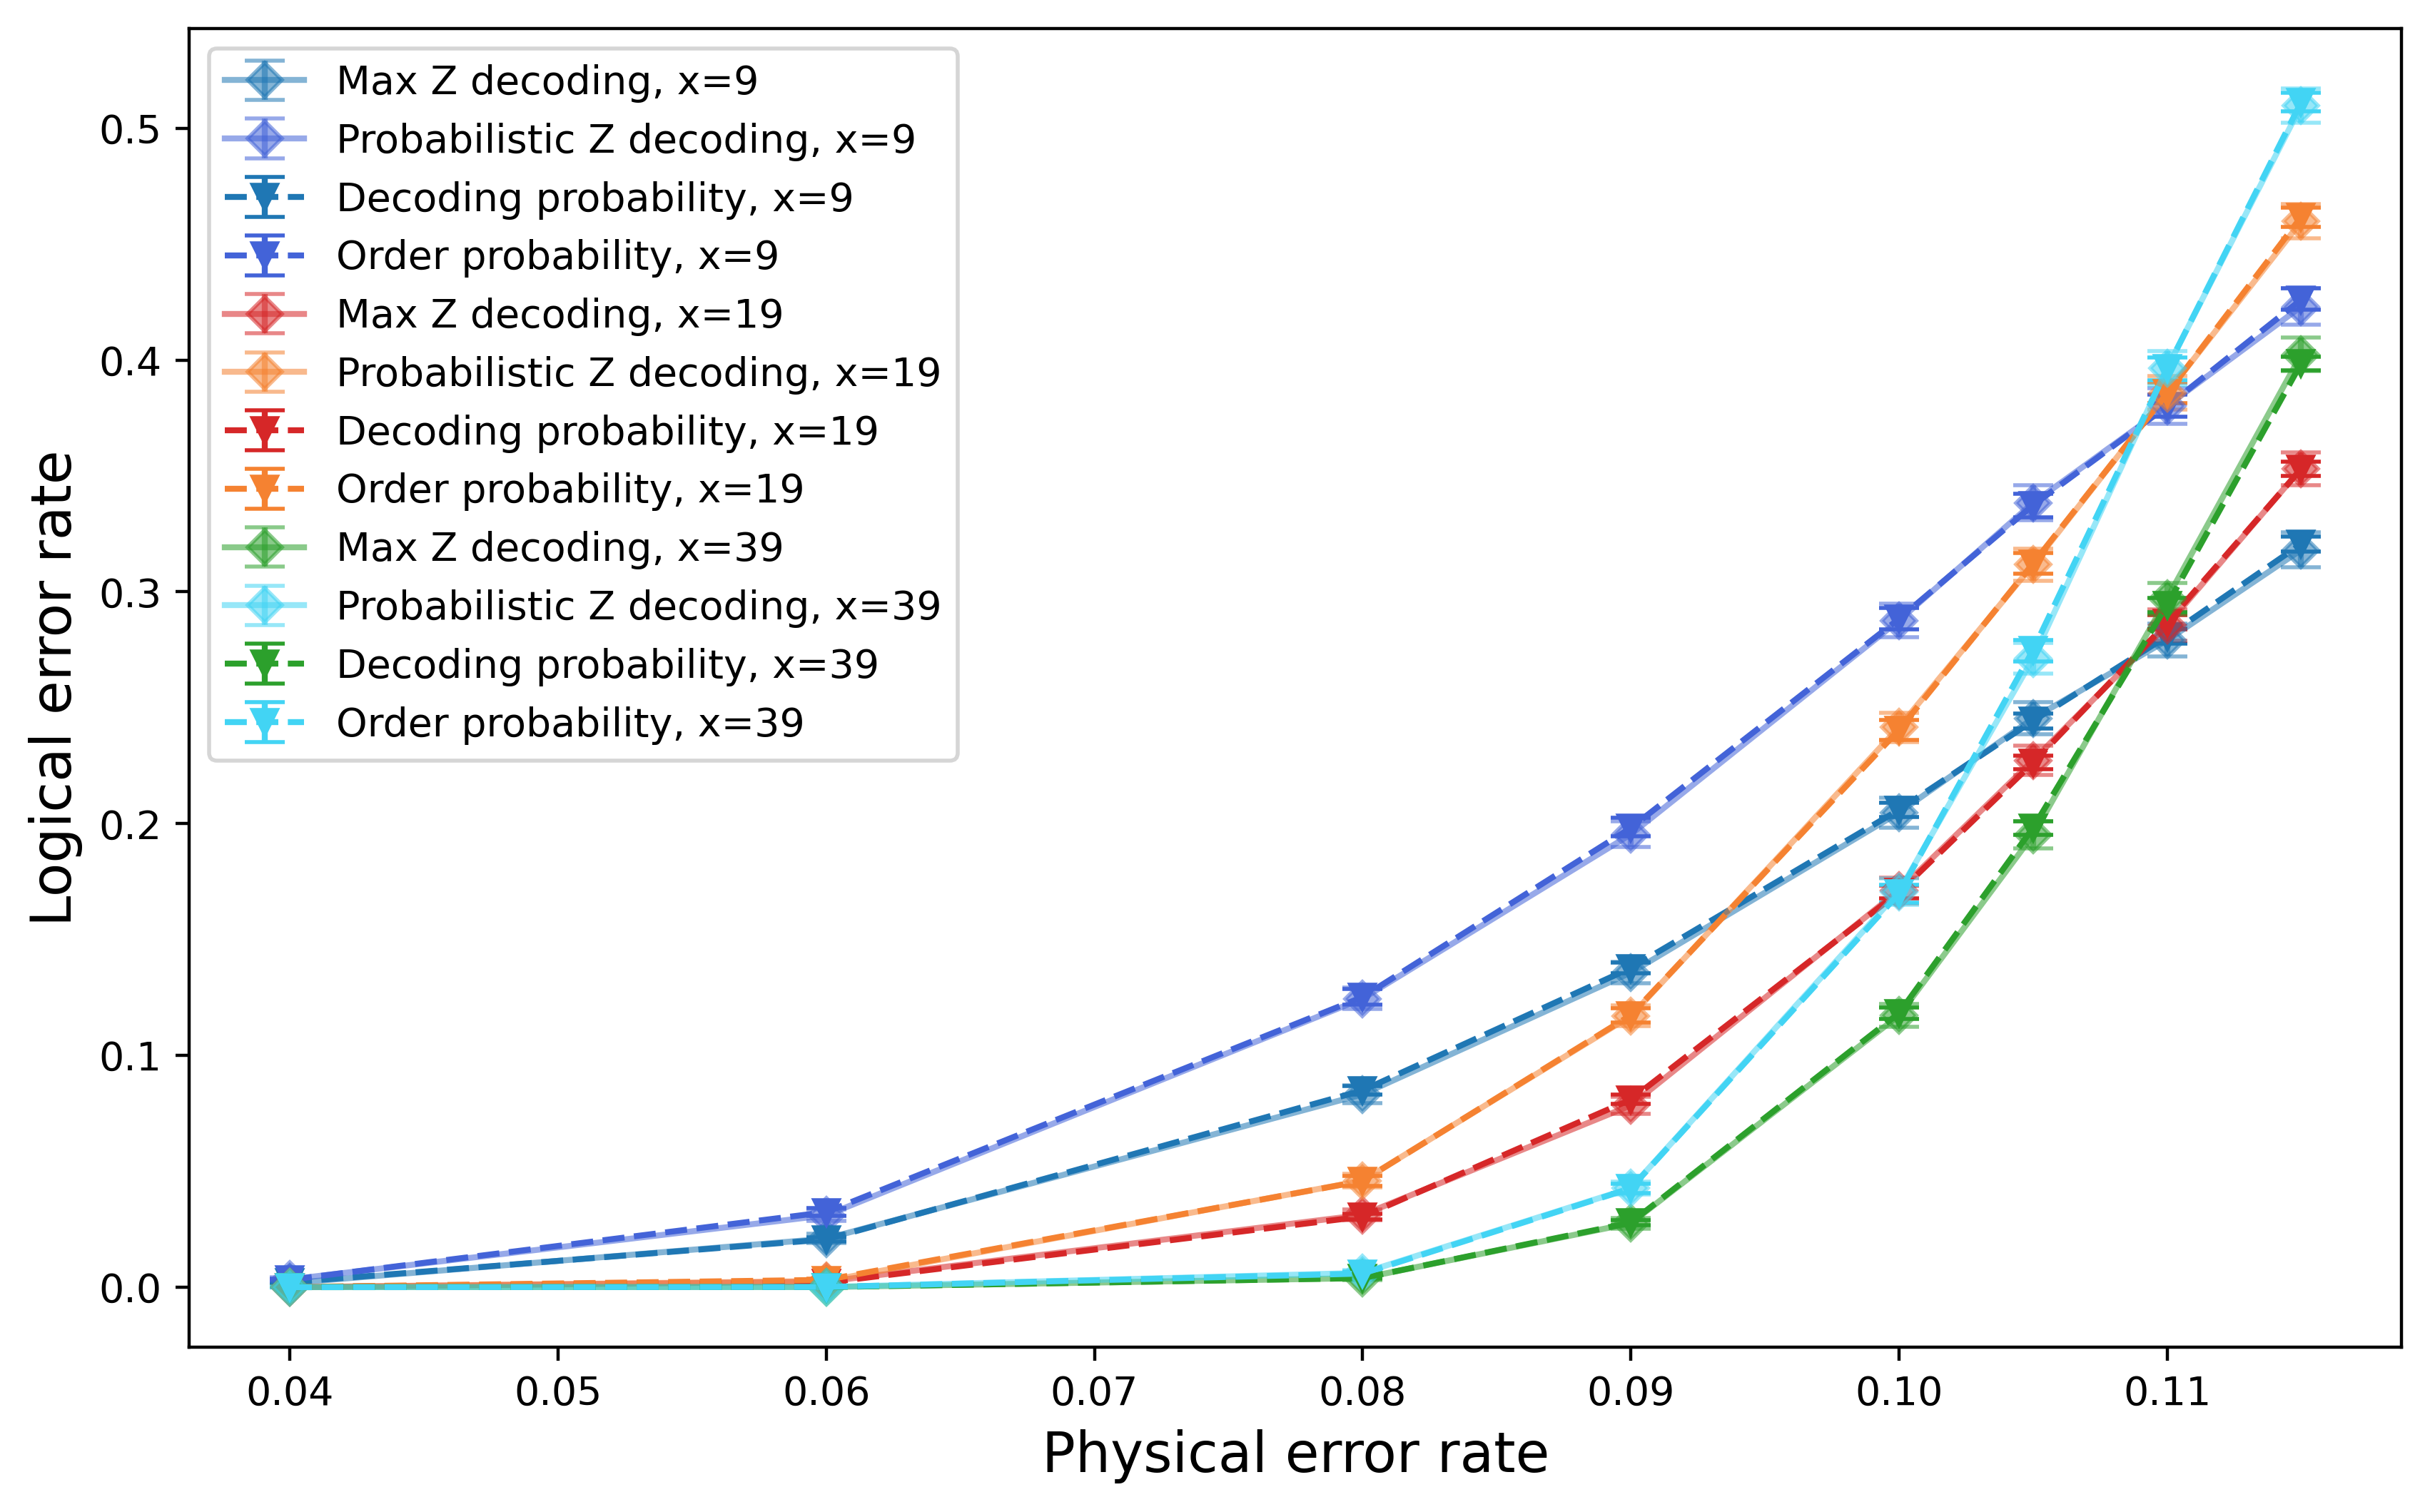 Max Z decoding, x=9
Probabilistic Z decoding, x=9
Decoding probability, x=9
Order probability, x=9
Max Z decoding, x=19
Probabilistic Z decoding, x=19
Decoding probability, x=19
Order probability, x=19
Max Z decoding, x=39
Probabilistic Z decoding, x=39
Decoding probability, x=39
Order probability, x=39
Logical error rate
0.5
0.4
0.3
0.2
0.1
0.0
0.04 0.05 0.06 0.07 0.08 0.09 0.10 0.11
Physical error rate